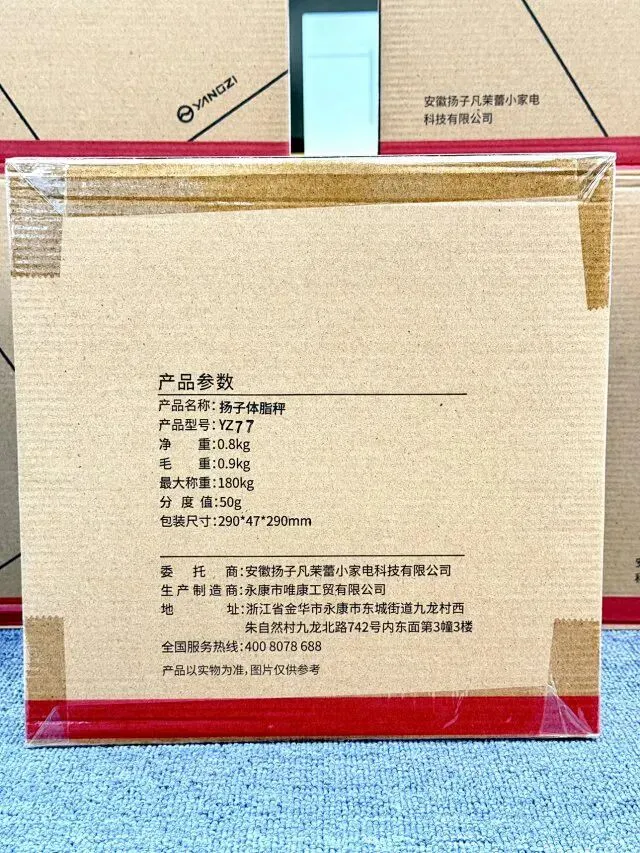 YANGZI
安徽扬子凡茉蕾小家电
科技有限公司
产品参数
产品名称：扬子体脂秤
产品型号：YZ77
净 重：0.8kg
毛 重：0.9kg
最大称重：180kg
分 度 值：50g
包装尺寸：290*47*290mm
委 托 商：安徽扬子凡茉蕾小家电科技有限公司
生产制造商：永康市唯康工贸有限公司
地 址：浙江省金华市永康市东城街道九龙村西
朱自然村九龙北路742号内东面第3幢3楼
全国服务热线：400 8078 688
产品以实物为准，图片仅供参考